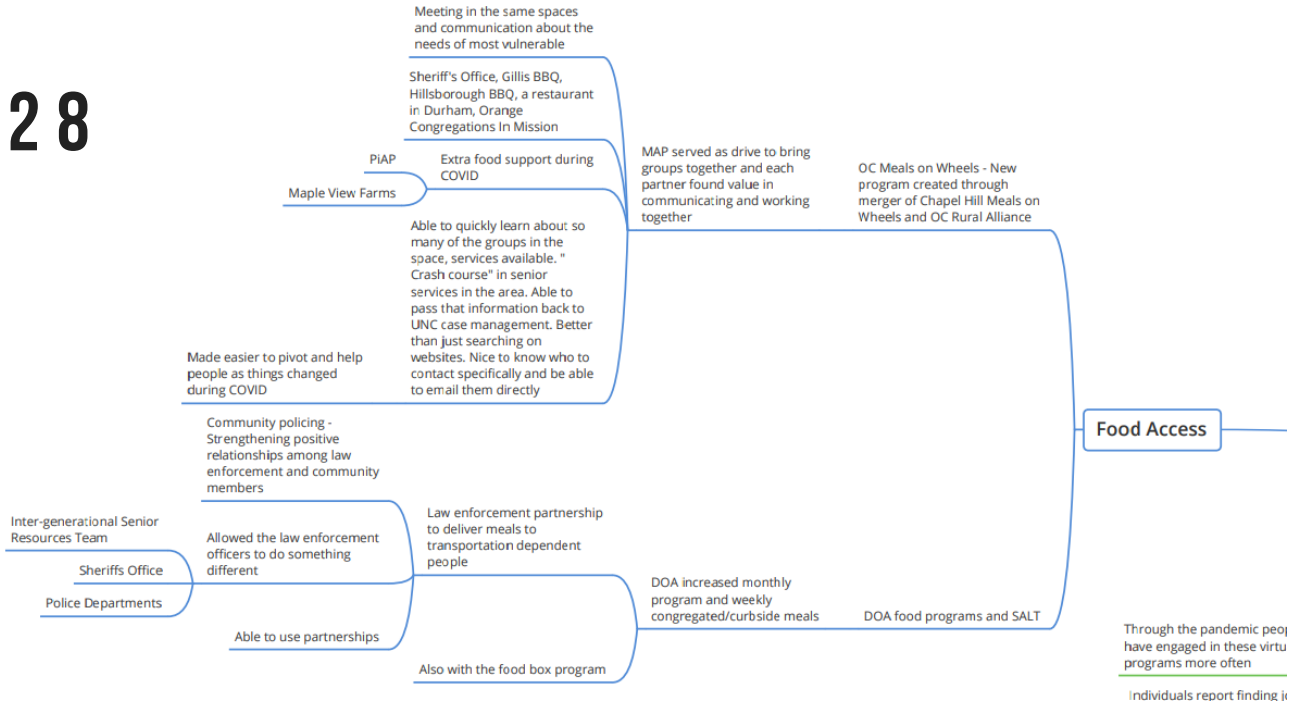 28
Meeting in the same spaces
and communication about the
needs of most vulnerable
Sheriff's Office, Gillis BBQ,
Hillsborough BBQ, a restaurant
in Durham, Orange
Congregations In Mission
PiAP
Maple View Farms
Extra food support during
COVID
Able to quickly learn about so
many of the groups in the
space, services available. "
Crash course" in senior
services in the area. Able to
pass that information back to
UNC case management. Better
than just searching on
websites. Nice to know who to
contact specifically and be able
to email them directly
Made easier to pivot and help
people as things changed
during COVID
MAP served as drive to bring
groups together and each
partner found value in
communicating and working
together
OC Meals on Wheels - New
program created through
merger of Chapel Hill Meals on
Wheels and OC Rural Alliance
Food Access
Community policing -
Strengthening positive
relationships among law
enforcement and community
members
Inter-generational Senior
Resources Team
Sheriffs Office
Police Departments
Allowed the law enforcement
officers to do something
different
Able to use partnerships
Law enforcement partnership
to deliver meals to
transportation dependent
people
Also with the food box program
DOA increased monthly
program and weekly
congregated/curbside meals
DOA food programs and SALT
Through the pandemic
have engaged in these
programs more often
Individuals report finding